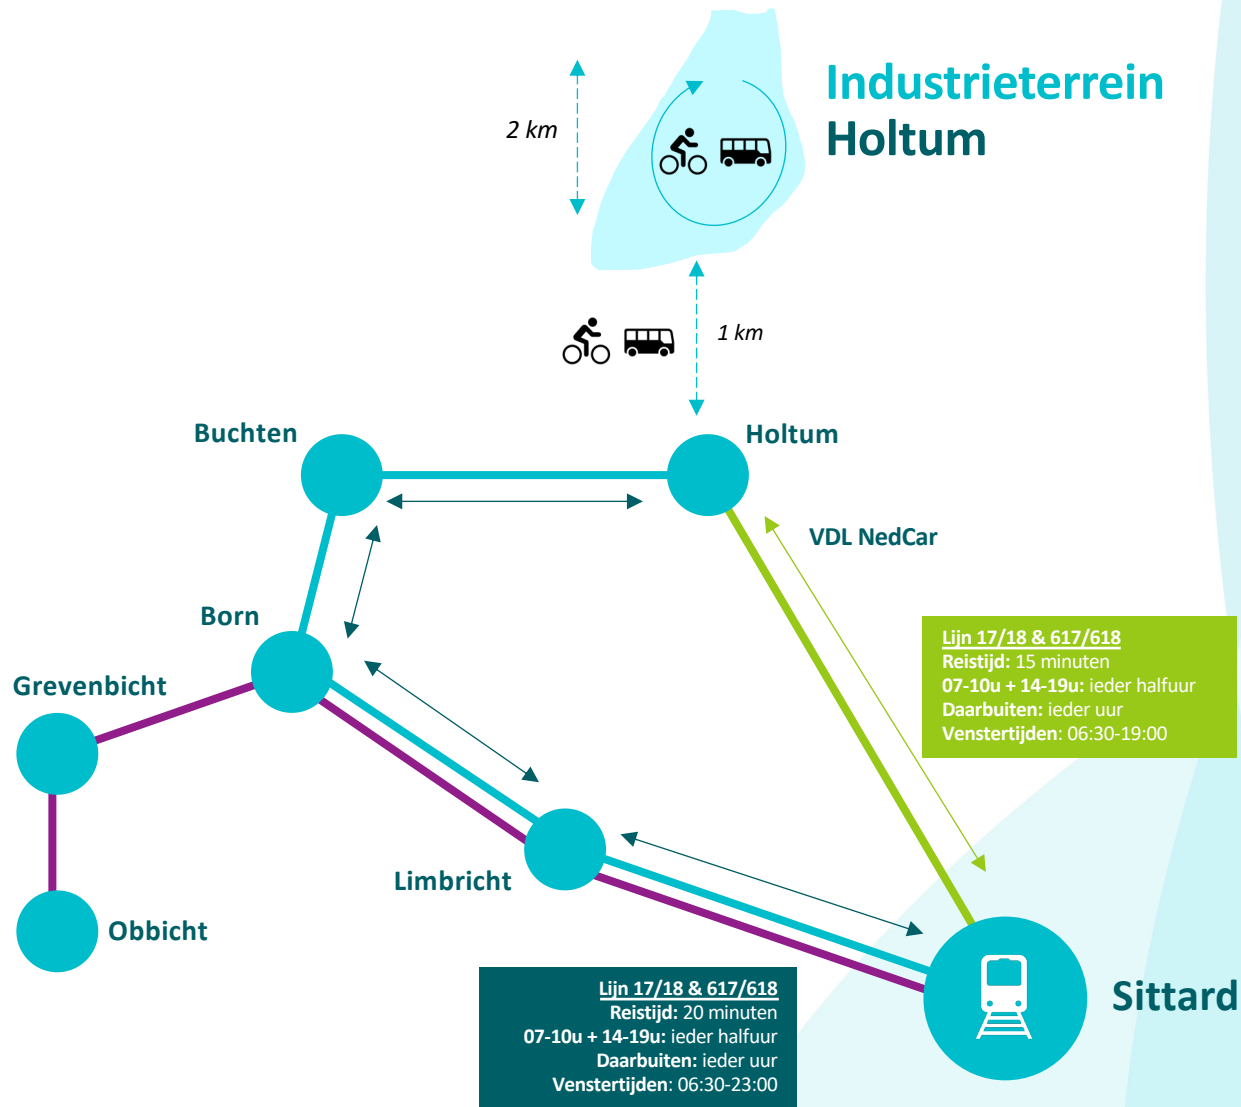 Industrieterrein
Holtum
2 km
1 km
Buchten
Holtum
VDL NedCar
Born
Lijn 17/18 & 617/618
Reistijd: 15 minuten
07-10u + 14-19u: ieder halfuur
Daarbuiten: ieder uur
Venstertijden: 06:30-19:00
Grevenbicht
Limbricht
Obbicht
Sittard
Lijn 17/18 & 617/618
Reistijd: 20 minuten
07-10u + 14-19u: ieder halfuur
Daarbuiten: ieder uur
Venstertijden: 06:30-23:00